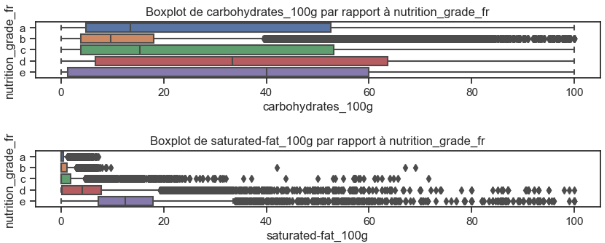 Boxplot de carbohydrates_100g par rapport à nutrition_grade_fr
nutrition_grade_fr
a
b
c
d
e
0 20 40 60 80 100
carbohydrates_100g
Boxplot de saturated-fat_100g par rapport à nutrition_grade_fr
nutrition_grade_fr
a
b
c
d
e
0 20 40 60 80 100
saturated-fat_100g